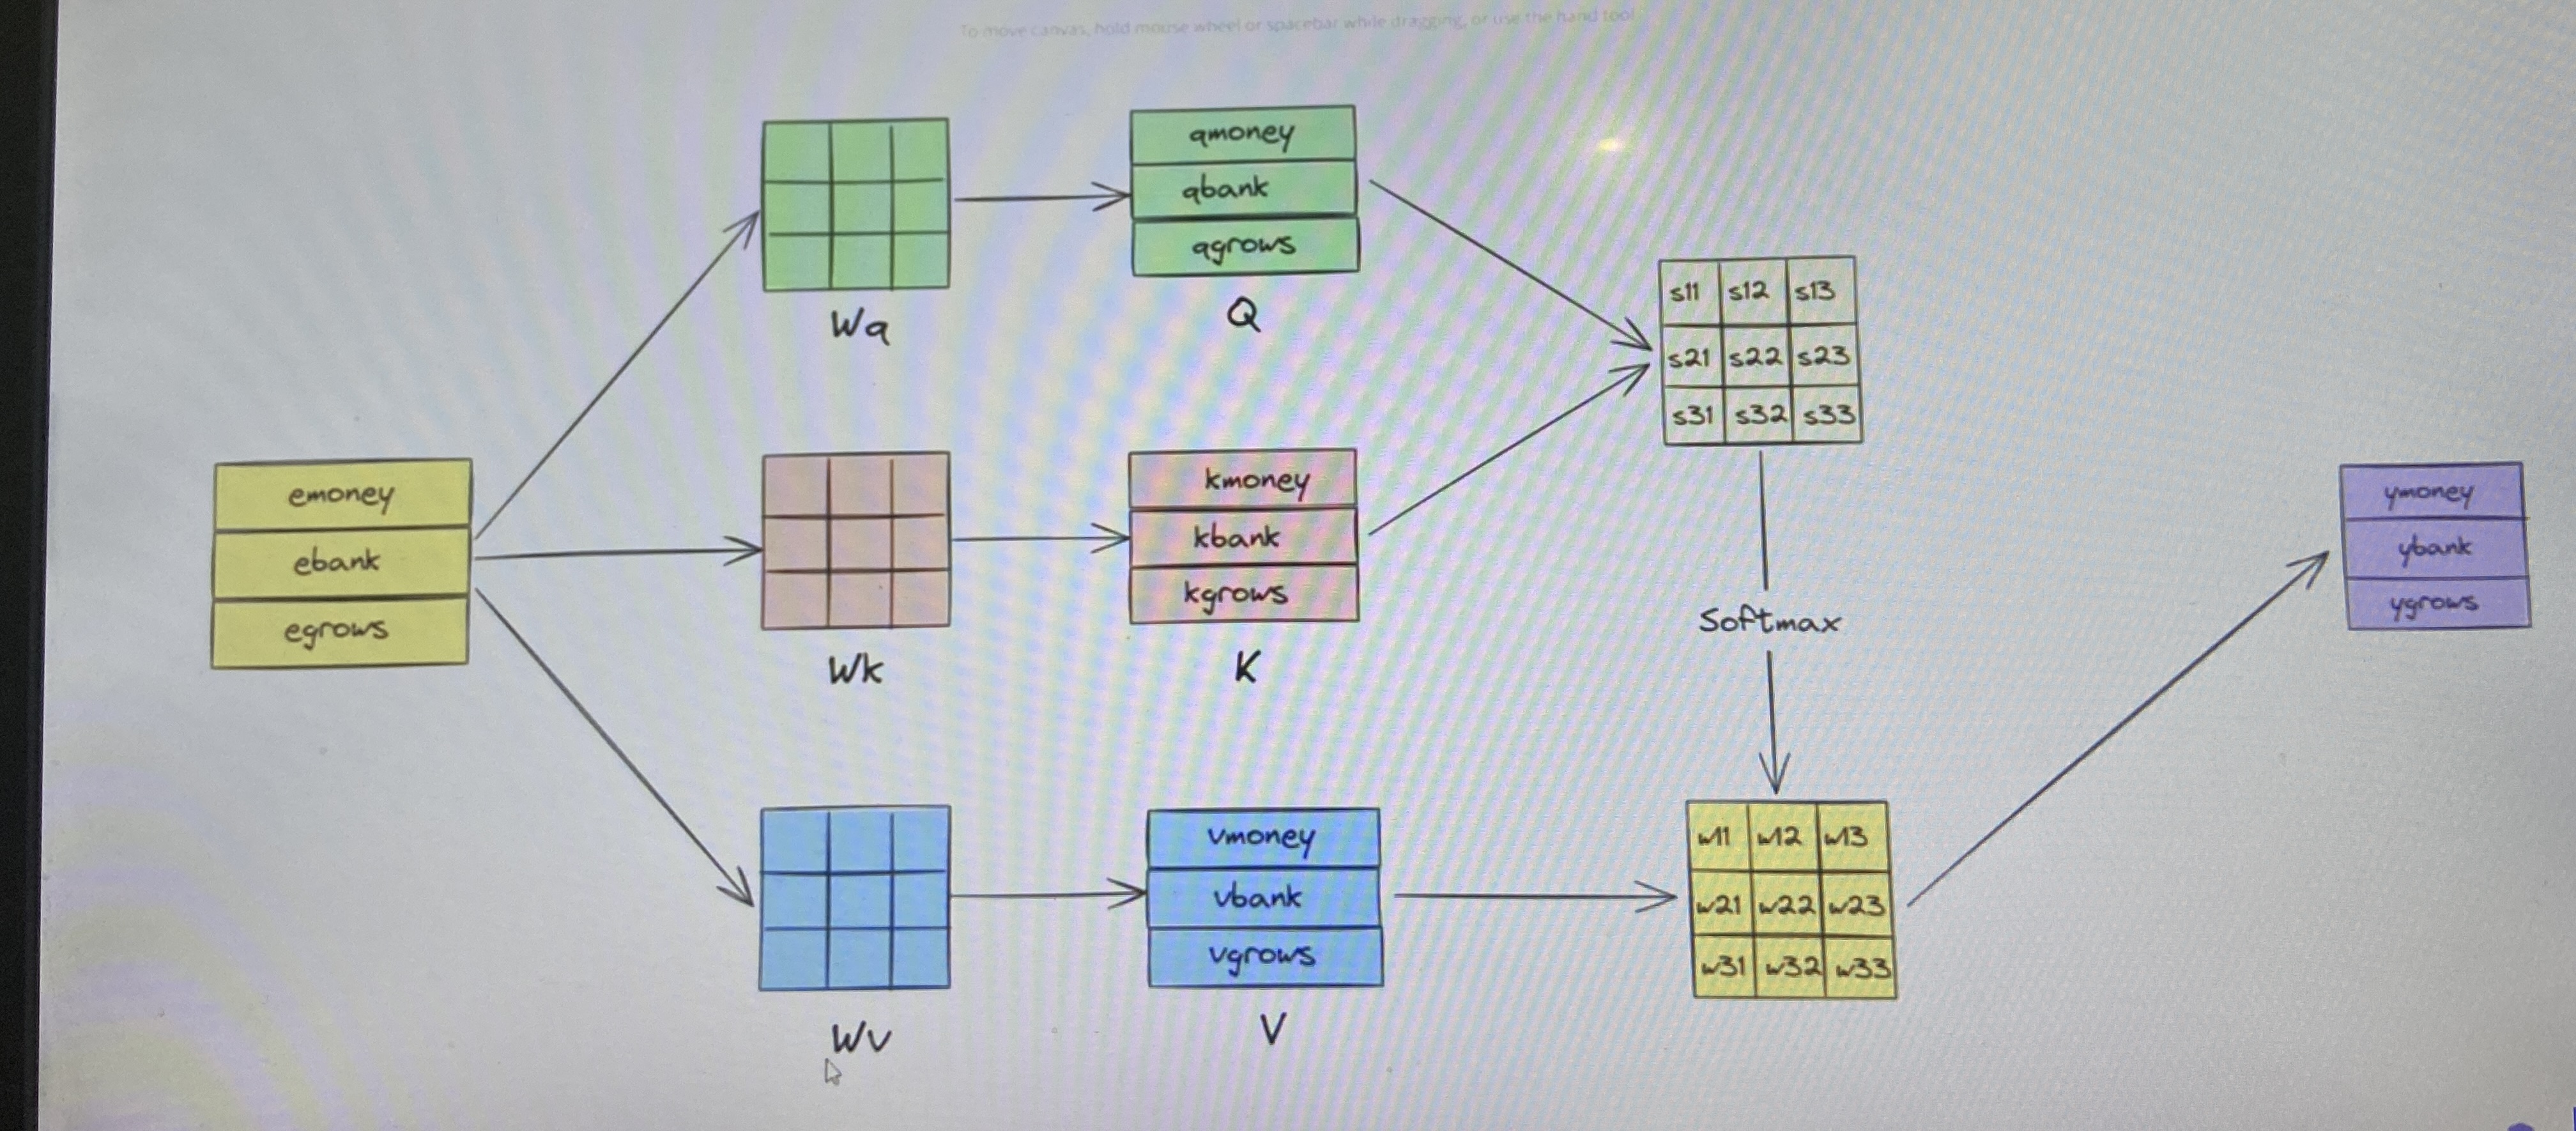 To move canvas, hold mouse wheel or spacebar while dragging, or use the hand tool
qmoney
qbank
qgrows
Wq
Q
s11 s12 s13
s21 s22 s23
s31 s32 s33
emoney
ebank
egrows
kmoney
kbank
kgrows
Wk
K
Softmax
ymoney
ybank
ygrows
vmoney
vbank
vgrows
Wv
V
w11 w12 w13
w21 w22 w23
w31 w32 w33